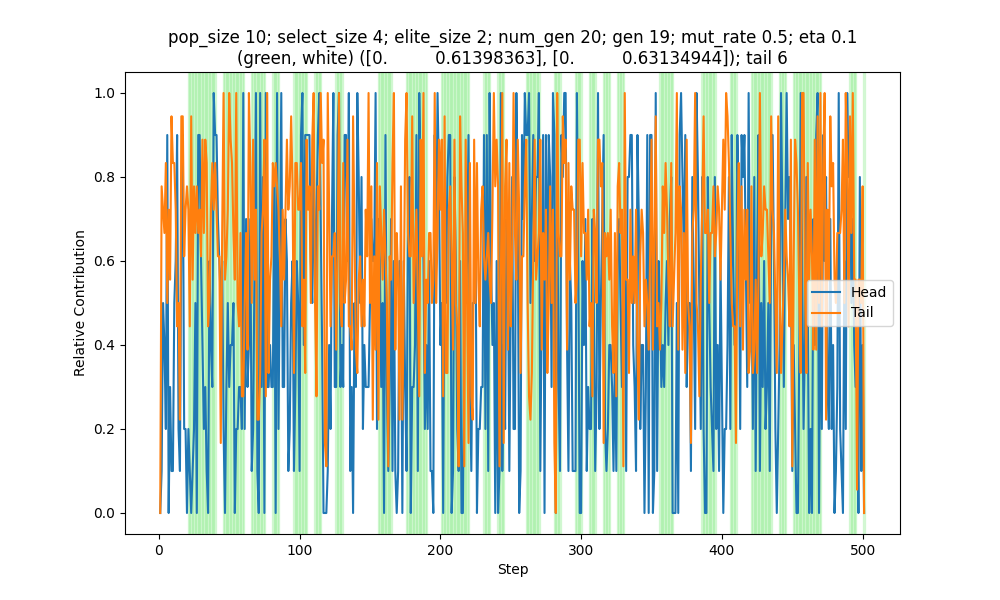 pop_size 10; select_size 4; elite_size 2; num_gen 20; gen 19; mut_rate 0.5; eta 0.1
(green, white) ([0.          0.61398363], [0.          0.63134944]); tail 6
1.0
0.8
0.6
0.4
0.2
0.0
Relative Contribution
Head
Tail
0
100
200
300
400
500
Step